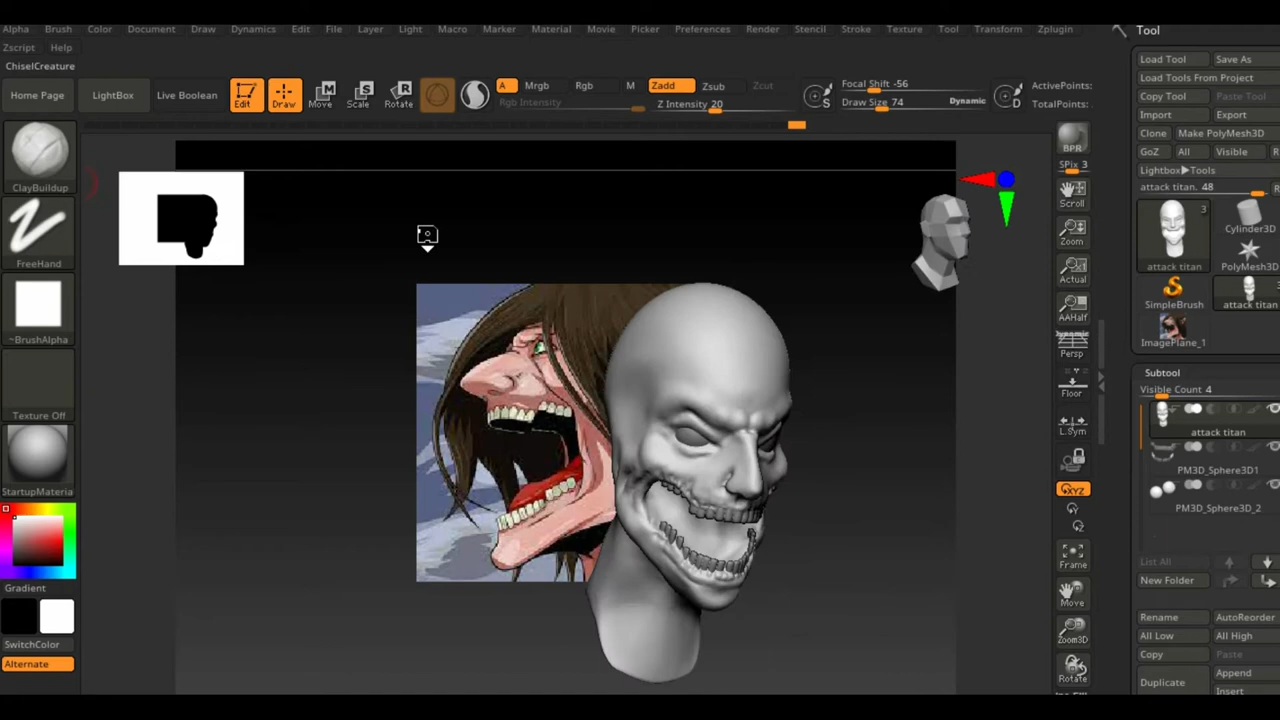 Alpha Brush Color Document Draw Dynamics Edit File Layer Light Macro Marker Material Movie Picker Preferences Render Stencil Stroke Texture Tool Transform Zplugin
Zscript Help
ChiselCreature
Home Page LightBox Live Boolean Edit Draw Move Scale Rotate
A Mrgb Rgb M Zadd Zsub Zcut
Rgb Intensity Z Intensity 20
Focal Shift -56
Draw Size 74 Dynamic
ActivePoints:
TotalPoints:
ClayBuildup
FreeHand
~BrushAlpha
Texture Off
StartupMateria
Gradient
SwitchColor
Alternate
BPR
SPix 3
Scroll
Zoom
Actual
AAHalf
Dynamic
Persp
Floor
L.Sym
XYZ
Frame
Move
Zoom3D
Rotate
Tool
Load Tool Save As
Load Tools From Project
Copy Tool Paste Tool
Import Export
Clone Make PolyMesh3D
GoZ All Visible R
Lightbox▶Tools
attack titan. 48 R
3
attack titan
Cylinder3D
PolyMesh3D
SimpleBrush
attack titan
ImagePlane_1
Subtool
Visible Count 4
attack titan
PM3D_Sphere3D1
PM3D_Sphere3D_2
List All
New Folder
Rename AutoReorder
All Low All High
Copy Paste
Duplicate Append
Insert